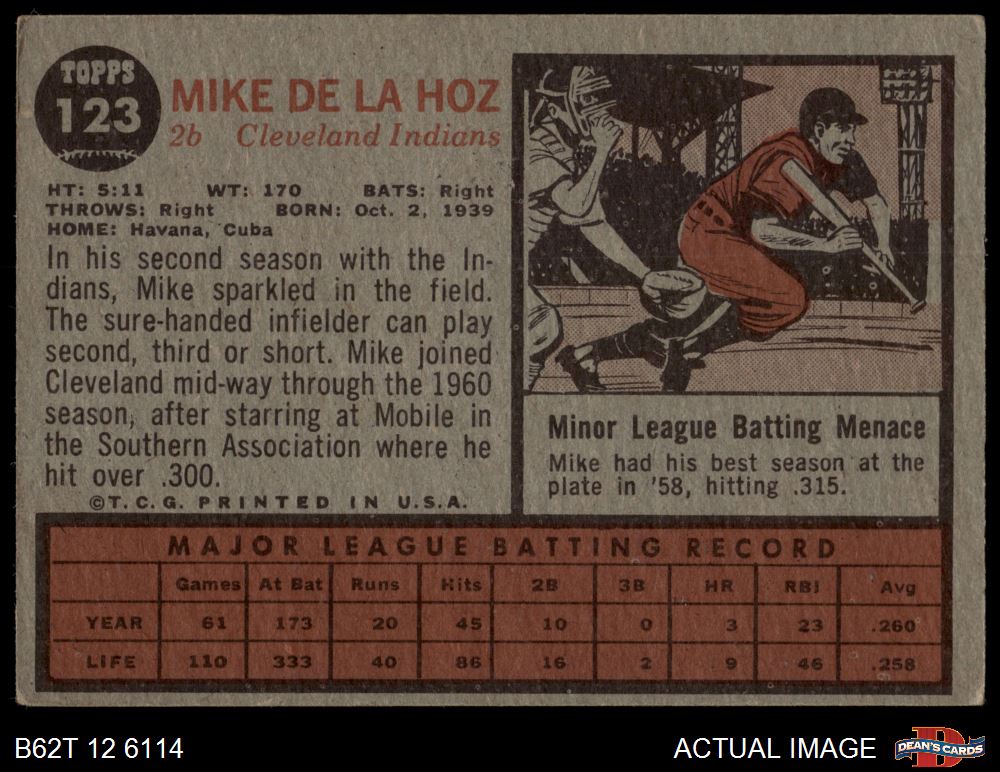 TOPPS
123
MIKE DE LA HOZ
2b Cleveland Indians
HT: 5:11 WT: 170 BATS: Right
THROWS: Right BORN: Oct. 2, 1939
HOME: Havana, Cuba
In his second season with the In-
dians, Mike sparkled in the field.
The sure-handed infielder can play
second, third or short. Mike joined
Cleveland mid-way through the 1960
season, after starring at Mobile in
the Southern Association where he
hit over .300.
©T.C.G. PRINTED IN U.S.A.
Minor League Batting Menace
Mike had his best season at the
plate in '58, hitting .315.
MAJOR LEAGUE BATTING RECORD
Games At Bat Runs Hits 2B 3B HR RBI Avg
YEAR 61 173 20 45 10 0 3 23 .260
LIFE 110 333 40 86 16 2 9 46 .258
B62T 12 6114
ACTUAL IMAGE
D
DEAN'S CARDS